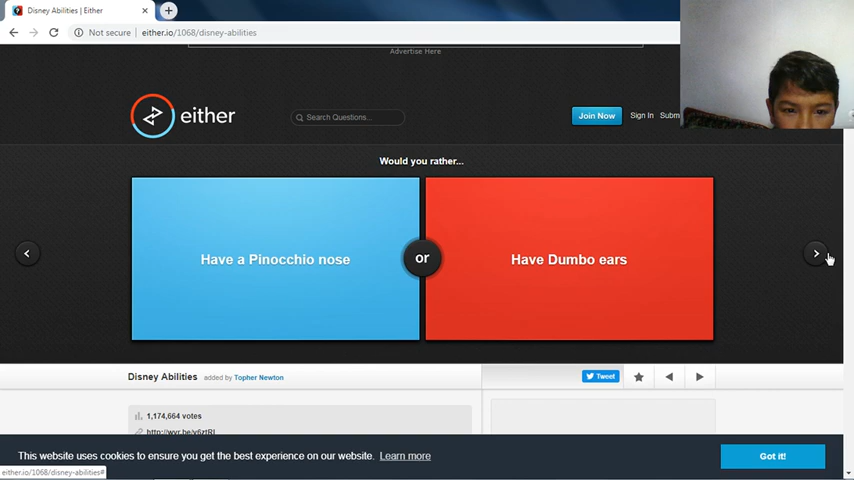 Disney Abilities | Either
Not secure | either.io/1068/disney-abilities
Advertise Here
either
Search Questions...
Join Now
Sign In
Would you rather...
Have a Pinocchio nose
or
Have Dumbo ears
Disney Abilities added by Topher Newton
Tweet
1,174,664 votes
This website uses cookies to ensure you get the best experience on our website. Learn more
Got it!
either.io/1068/disney-abilities#